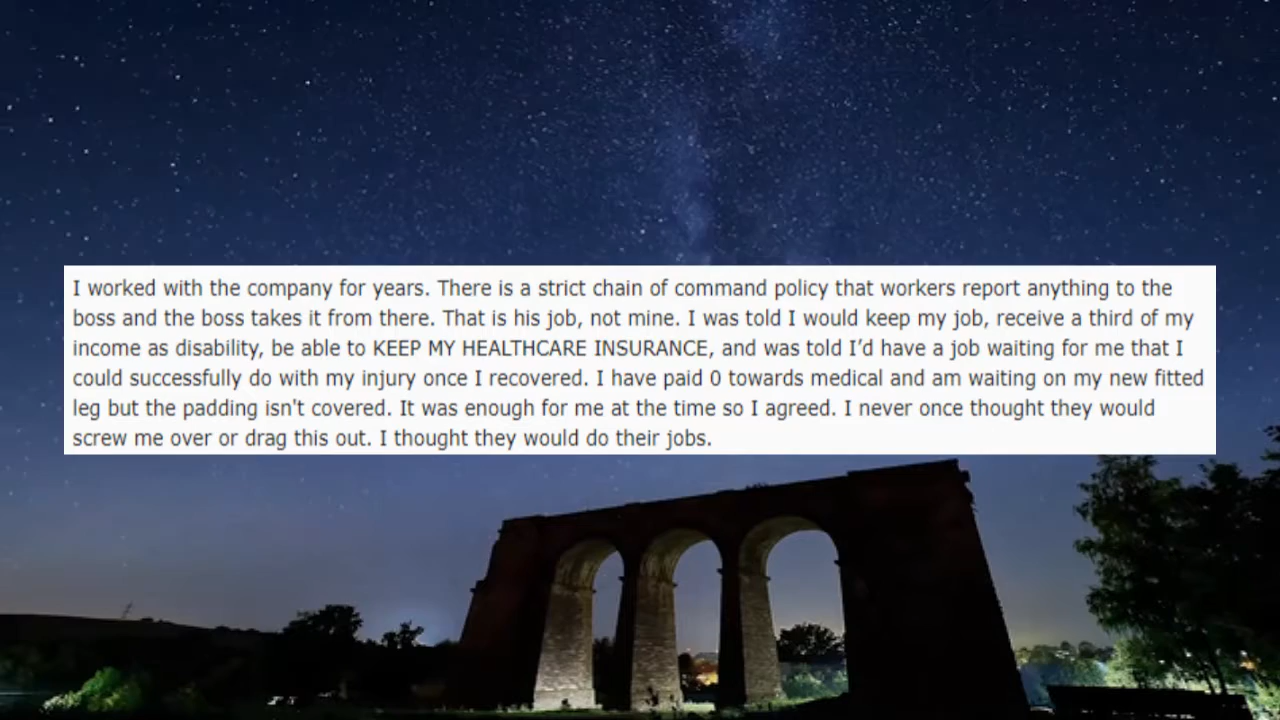 I worked with the company for years. There is a strict chain of command policy that workers report anything to the
boss and the boss takes it from there. That is his job, not mine. I was told I would keep my job, receive a third of my
income as disability, be able to KEEP MY HEALTHCARE INSURANCE, and was told I’d have a job waiting for me that I
could successfully do with my injury once I recovered. I have paid 0 towards medical and am waiting on my new fitted
leg but the padding isn't covered. It was enough for me at the time so I agreed. I never once thought they would
screw me over or drag this out. I thought they would do their jobs.